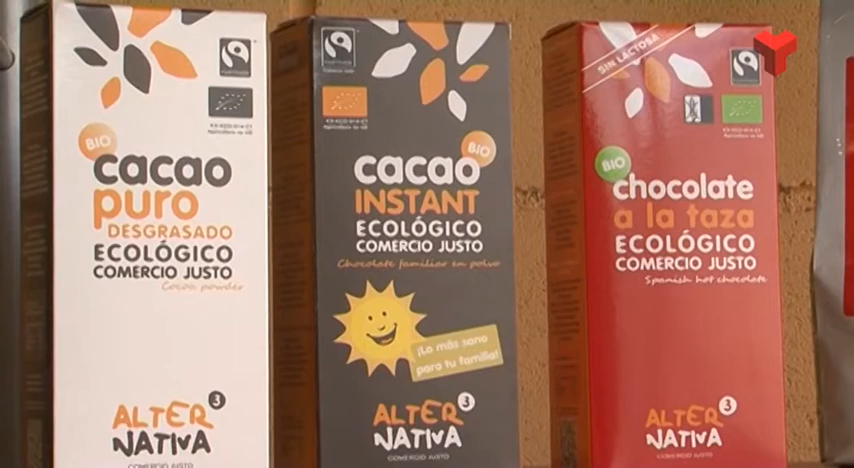 BIO
cacao
puro
DESGRASADO
ECOLÓGICO
COMERCIO JUSTO
Cocoa powder
ALTER 3
NATIVA
COMERCIO JUSTO
BIO
cacao
INSTANT
ECOLÓGICO
COMERCIO JUSTO
Chocolate familiar en polvo
¡Lo más sano
para tu familia!
ALTER 3
NATIVA
COMERCIO JUSTO
SIN LACTOSA
BIO
chocolate
a la taza
ECOLÓGICO
COMERCIO JUSTO
Spanish hot chocolate
ALTER 3
NATIVA
COMERCIO JUSTO